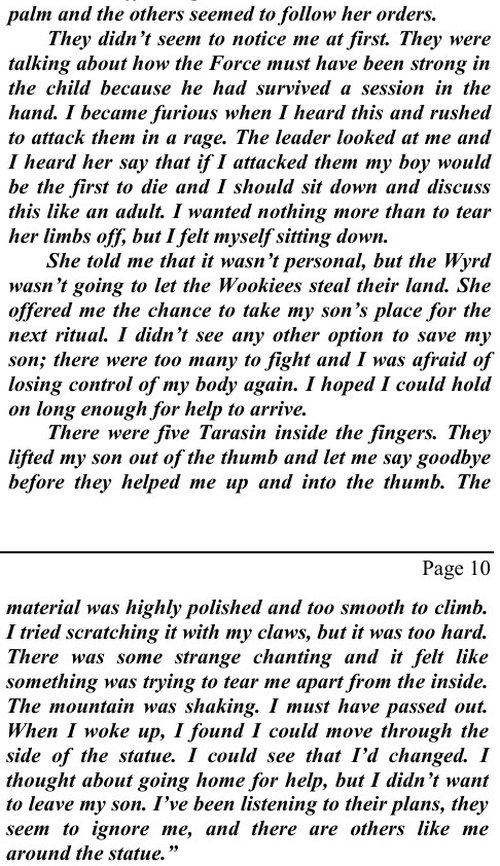 palm and the others seemed to follow her orders.
They didn't seem to notice me at first. They were
talking about how the Force must have been strong in
the child because he had survived a session in the
hand. I became furious when I heard this and rushed
to attack them in a rage. The leader looked at me and
I heard her say that if I attacked them my boy would
be the first to die and I should sit down and discuss
this like an adult. I wanted nothing more than to tear
her limbs off, but I felt myself sitting down.
She told me that it wasn't personal, but the Wyrd
wasn't going to let the Wookiees steal their land. She
offered me the chance to take my son's place for the
next ritual. I didn't see any other option to save my
son; there were too many to fight and I was afraid of
losing control of my body again. I hoped I could hold
on long enough for help to arrive.
There were five Tarasin inside the fingers. They
lifted my son out of the thumb and let me say goodbye
before they helped me up and into the thumb. The
Page 10
material was highly polished and too smooth to climb.
I tried scratching it with my claws, but it was too hard.
There was some strange chanting and it felt like
something was trying to tear me apart from the inside.
The mountain was shaking. I must have passed out.
When I woke up, I found I could move through the
side of the statue. I could see that I'd changed. I
thought about going home for help, but I didn't want
to leave my son. I've been listening to their plans, they
seem to ignore me, and there are others like me
around the statue."